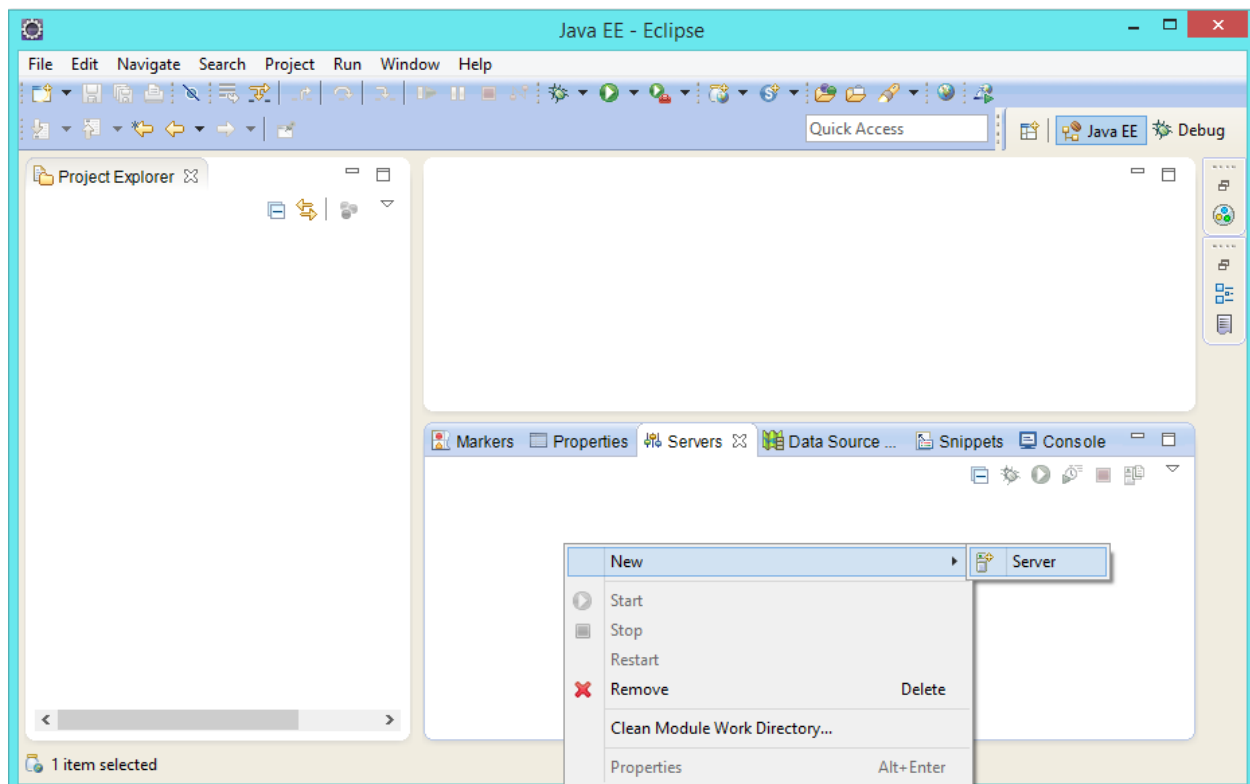 Java EE - Eclipse
File Edit Navigate Search Project Run Window Help
Quick Access Java EE Debug
Project Explorer
Markers Properties Servers Data Source ... Snippets Console
New Server
Start
Stop
Restart
Remove Delete
Clean Module Work Directory...
Properties Alt+Enter
1 item selected